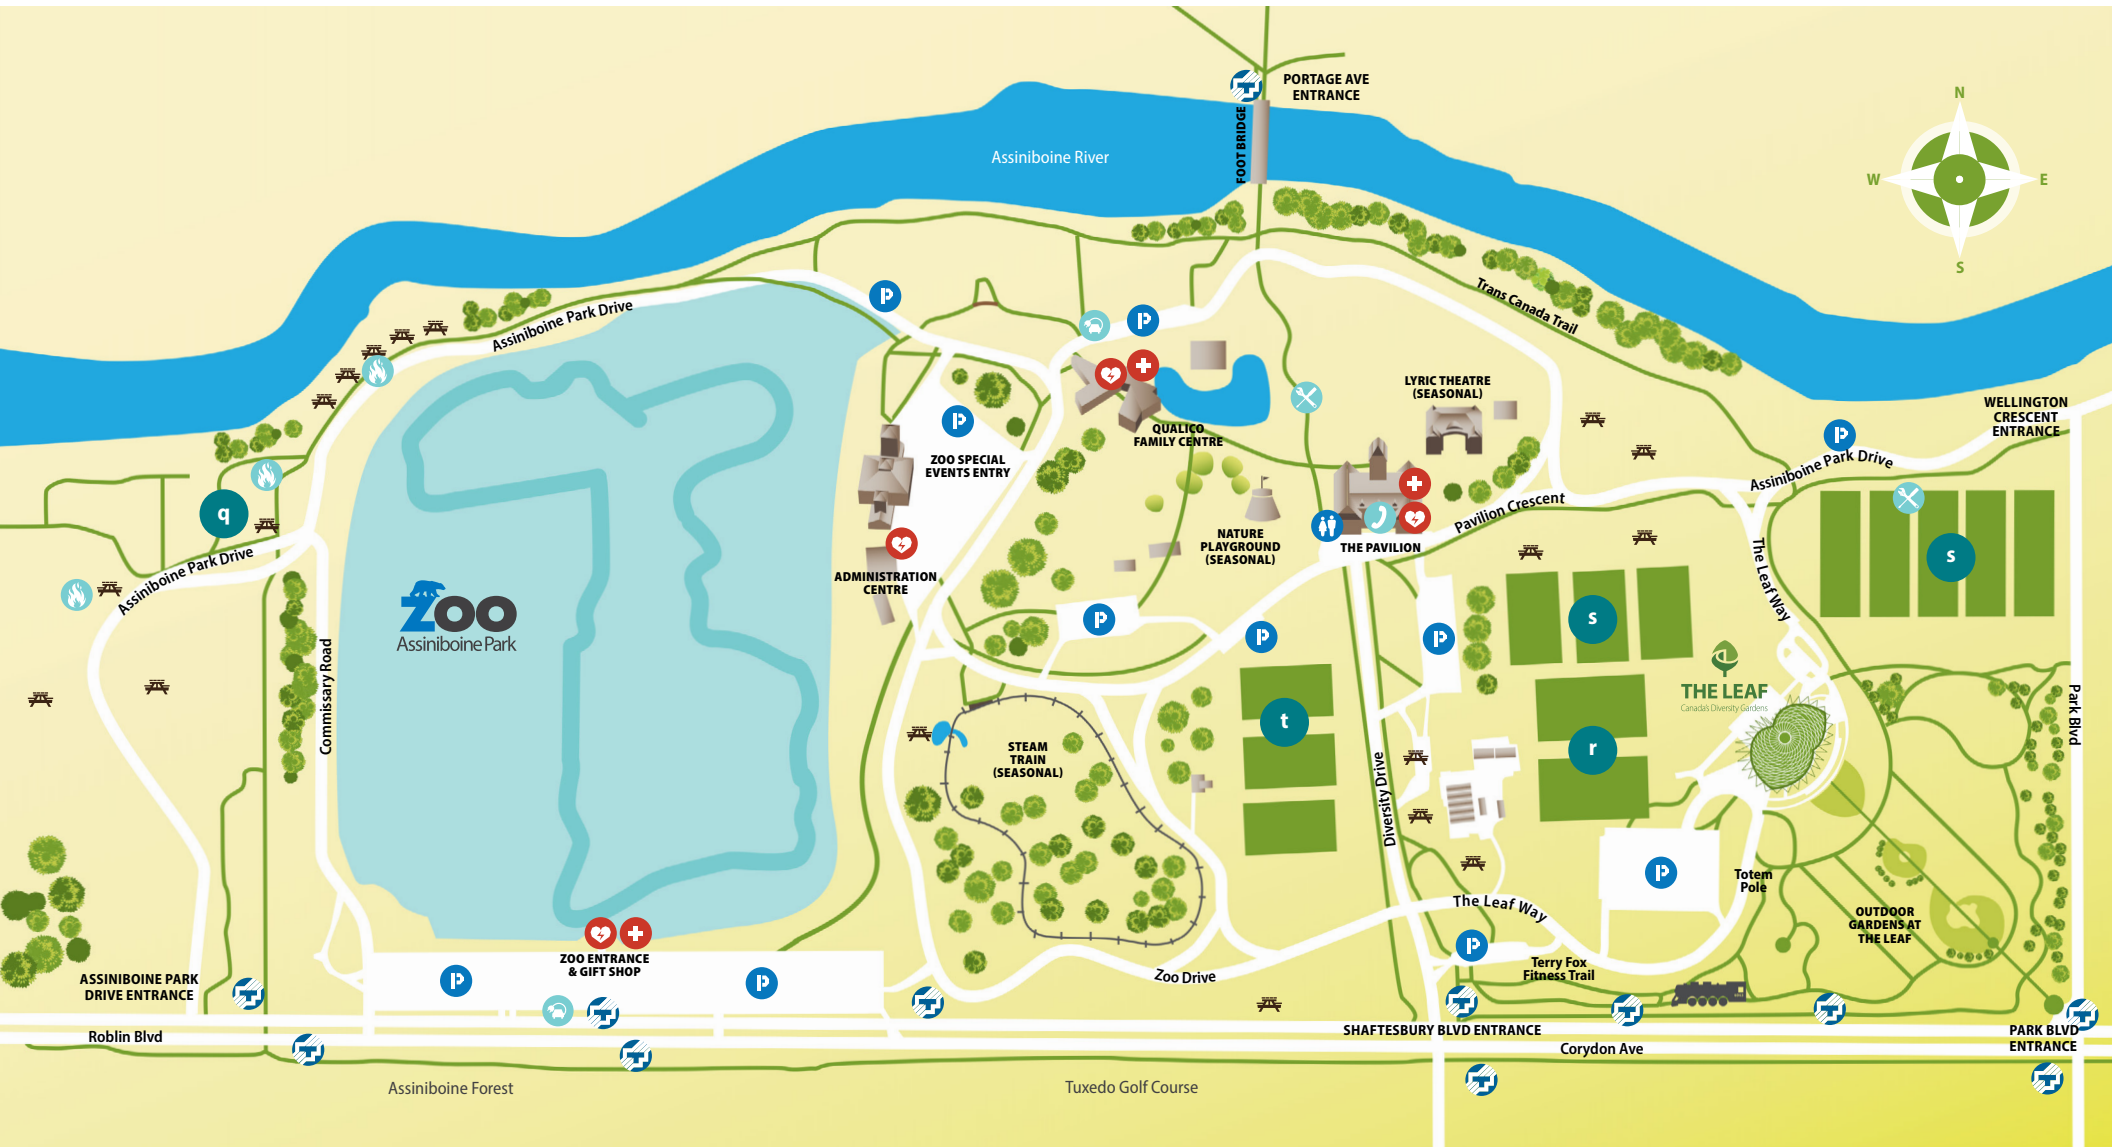 PORTAGE AVE
ENTRANCE
FOOT BRIDGE
Assiniboine River
N
W
E
S
Trans Canada Trail
Assiniboine Park Drive
LYRIC THEATRE
(SEASONAL)
WELLINGTON
CRESCENT
ENTRANCE
QUALICO
FAMILY CENTRE
ZOO SPECIAL
EVENTS ENTRY
Assiniboine Park Drive
Pavilion Crescent
q
NATURE
PLAYGROUND
(SEASONAL)
THE PAVILION
s
Assiniboine Park Drive
ADMINISTRATION
CENTRE
The Leaf Way
ZOO
Assiniboine Park
s
Commissary Road
THE LEAF
Canada's Diversity Gardens
Park Blvd
t
r
STEAM
TRAIN
(SEASONAL)
Diversity Drive
Totem
Pole
The Leaf Way
OUTDOOR
GARDENS AT
THE LEAF
ZOO ENTRANCE
& GIFT SHOP
Terry Fox
Fitness Trail
Zoo Drive
ASSINIBOINE PARK
DRIVE ENTRANCE
Roblin Blvd
SHAFTESBURY BLVD ENTRANCE
PARK BLVD
ENTRANCE
Corydon Ave
Assiniboine Forest
Tuxedo Golf Course
P
P
P
P
P
P
P
P
P
P
P
P